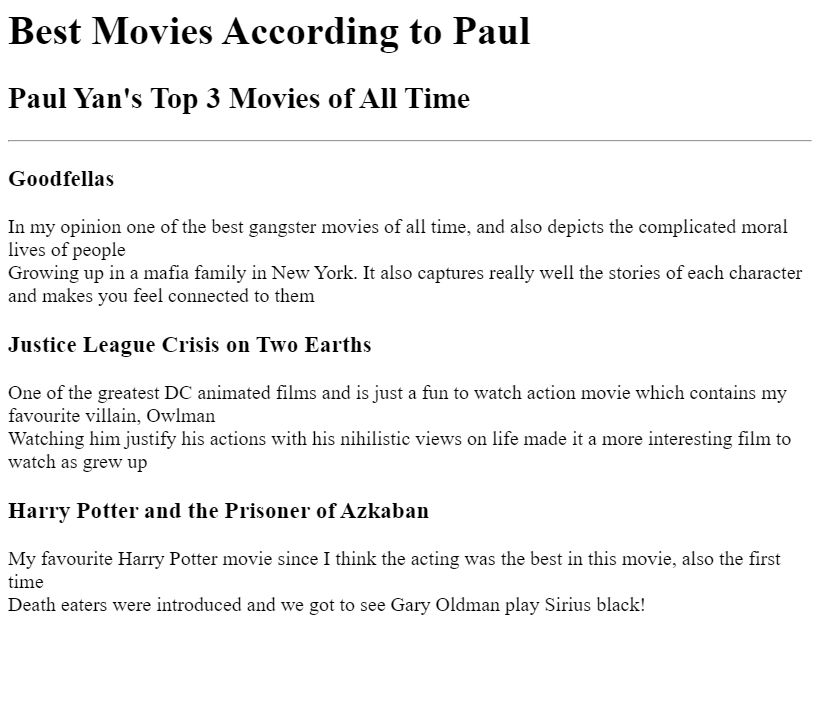 Best Movies According to Paul
Paul Yan's Top 3 Movies of All Time
Goodfellas
In my opinion one of the best gangster movies of all time, and also depicts the complicated moral
lives of people
Growing up in a mafia family in New York. It also captures really well the stories of each character
and makes you feel connected to them
Justice League Crisis on Two Earths
One of the greatest DC animated films and is just a fun to watch action movie which contains my
favourite villain, Owlman
Watching him justify his actions with his nihilistic views on life made it a more interesting film to
watch as grew up
Harry Potter and the Prisoner of Azkaban
My favourite Harry Potter movie since I think the acting was the best in this movie, also the first
time
Death eaters were introduced and we got to see Gary Oldman play Sirius black!